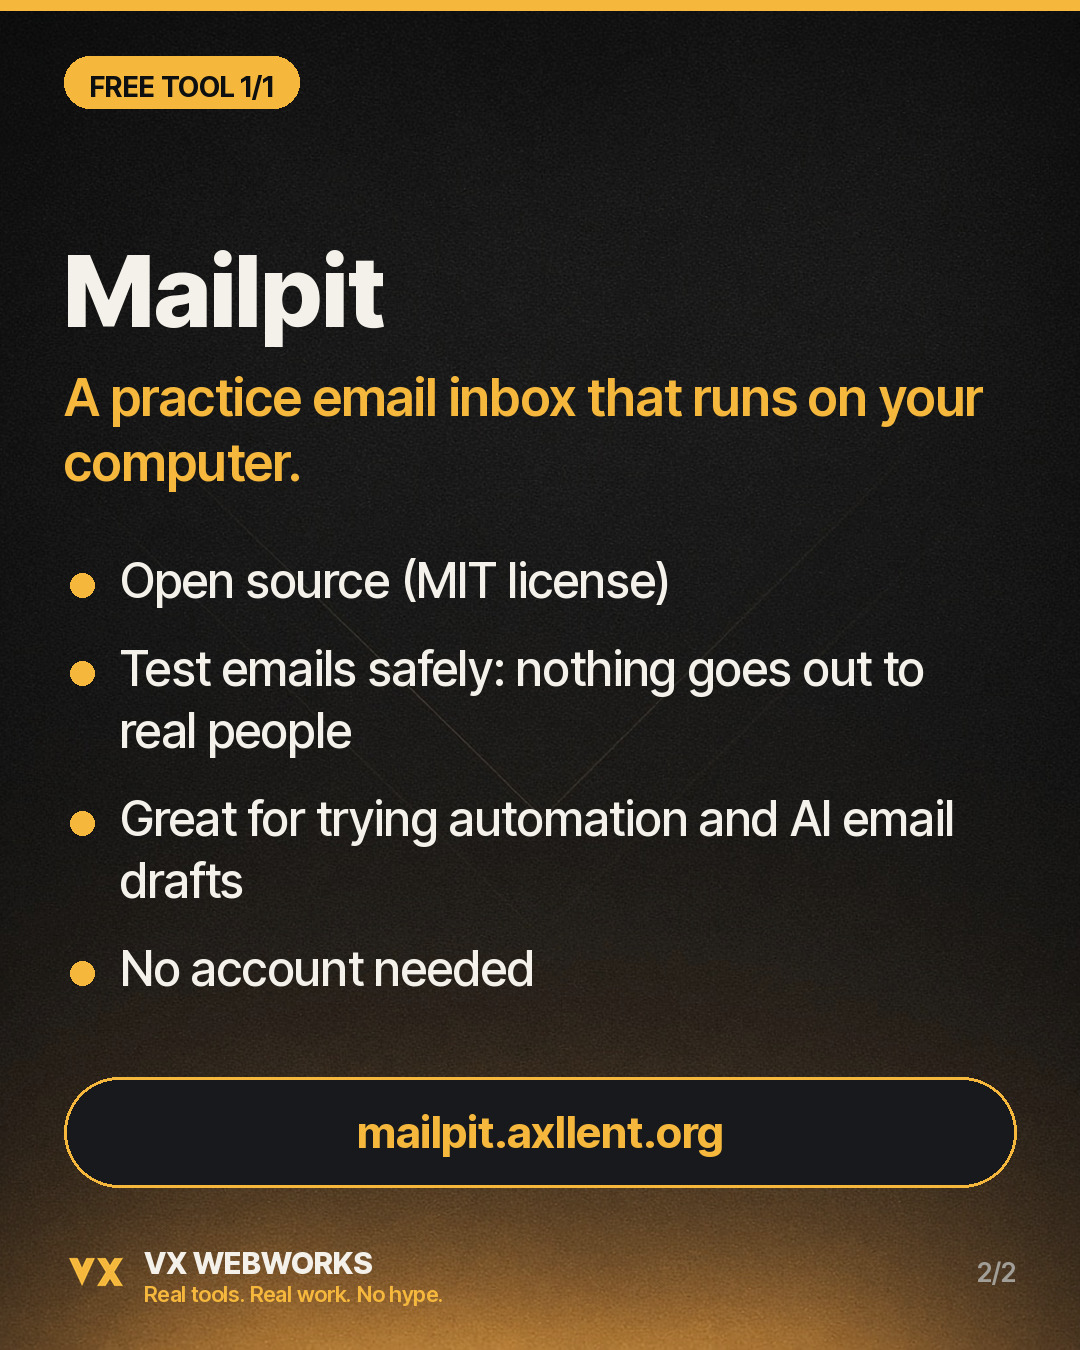 FREE TOOL 1/1
Mailpit
A practice email inbox that runs on your
computer.
Open source (MIT license)
Test emails safely: nothing goes out to
real people
Great for trying automation and AI email
drafts
No account needed
mailpit.axllent.org
VX
VX WEBWORKS
Real tools. Real work. No hype.
2/2